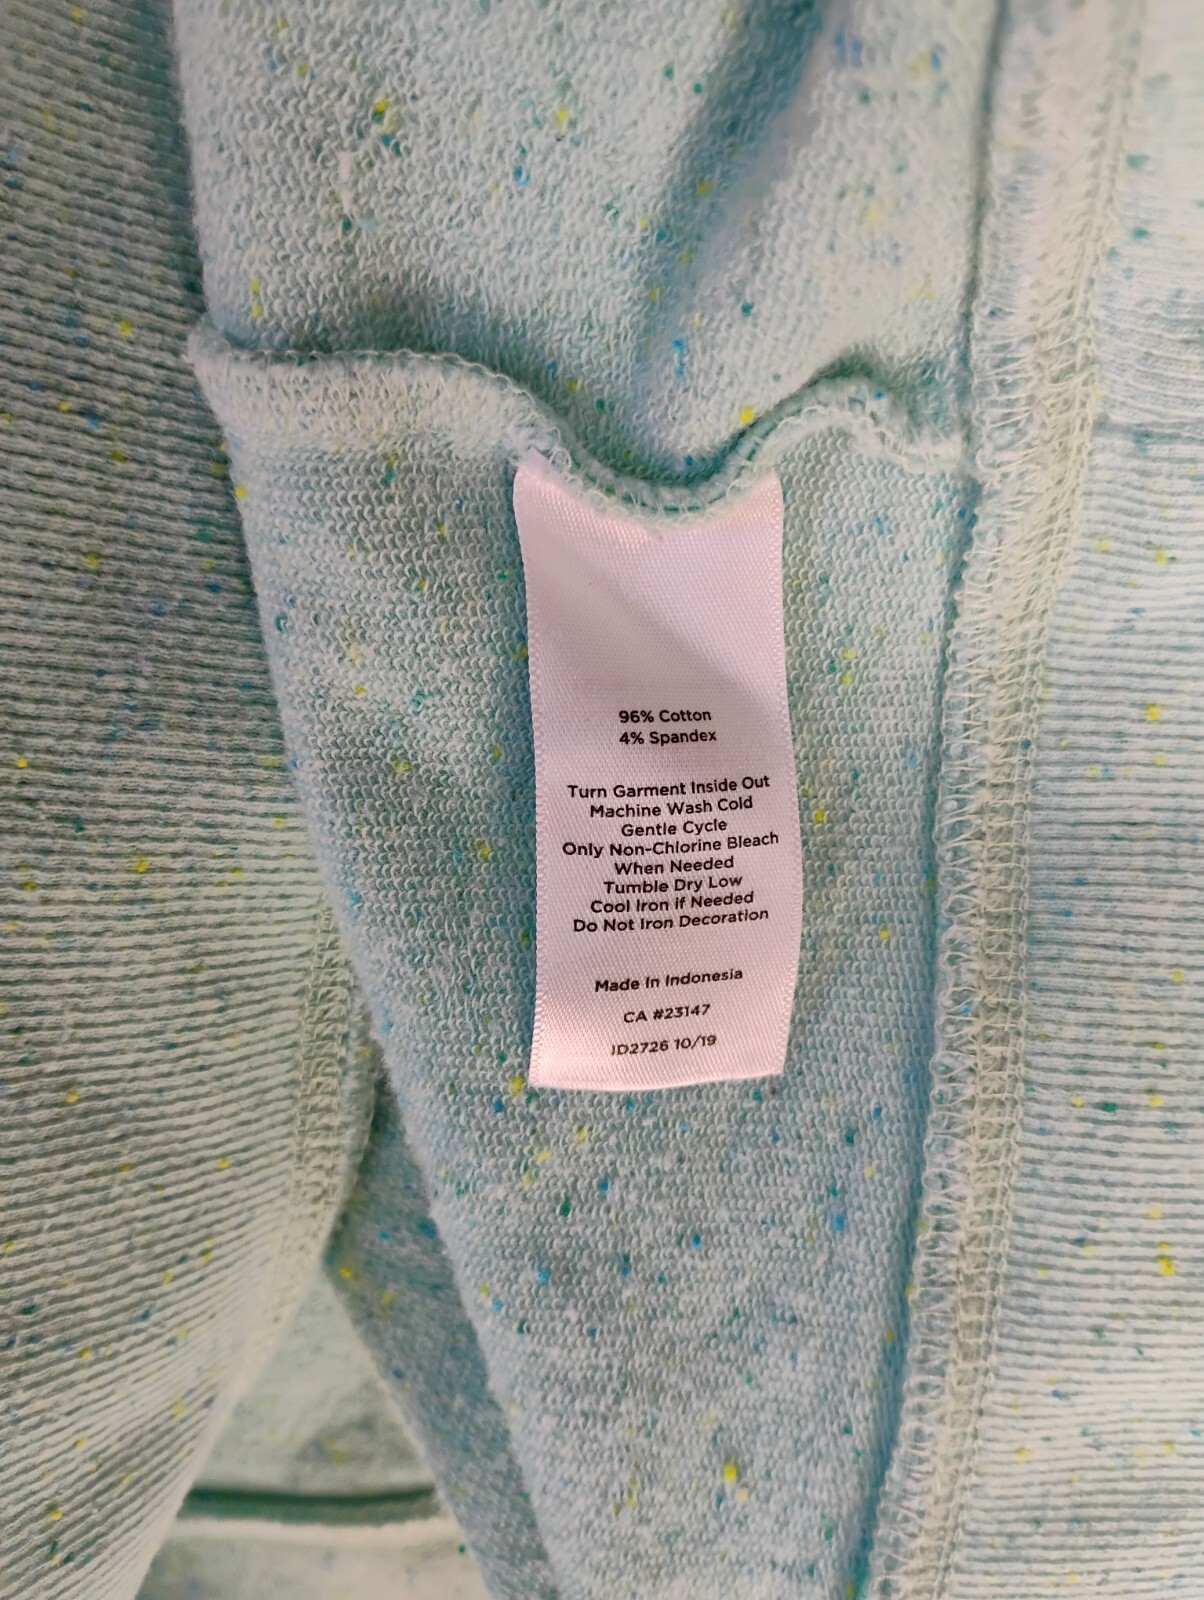 96% Cotton
4% Spandex
Turn Garment Inside Out
Machine Wash Cold
Gentle Cycle
Only Non-Chlorine Bleach
When Needed
Tumble Dry Low
Cool Iron if Needed
Do Not Iron Decoration
Made In Indonesia
CA #23147
ID2726 10/19